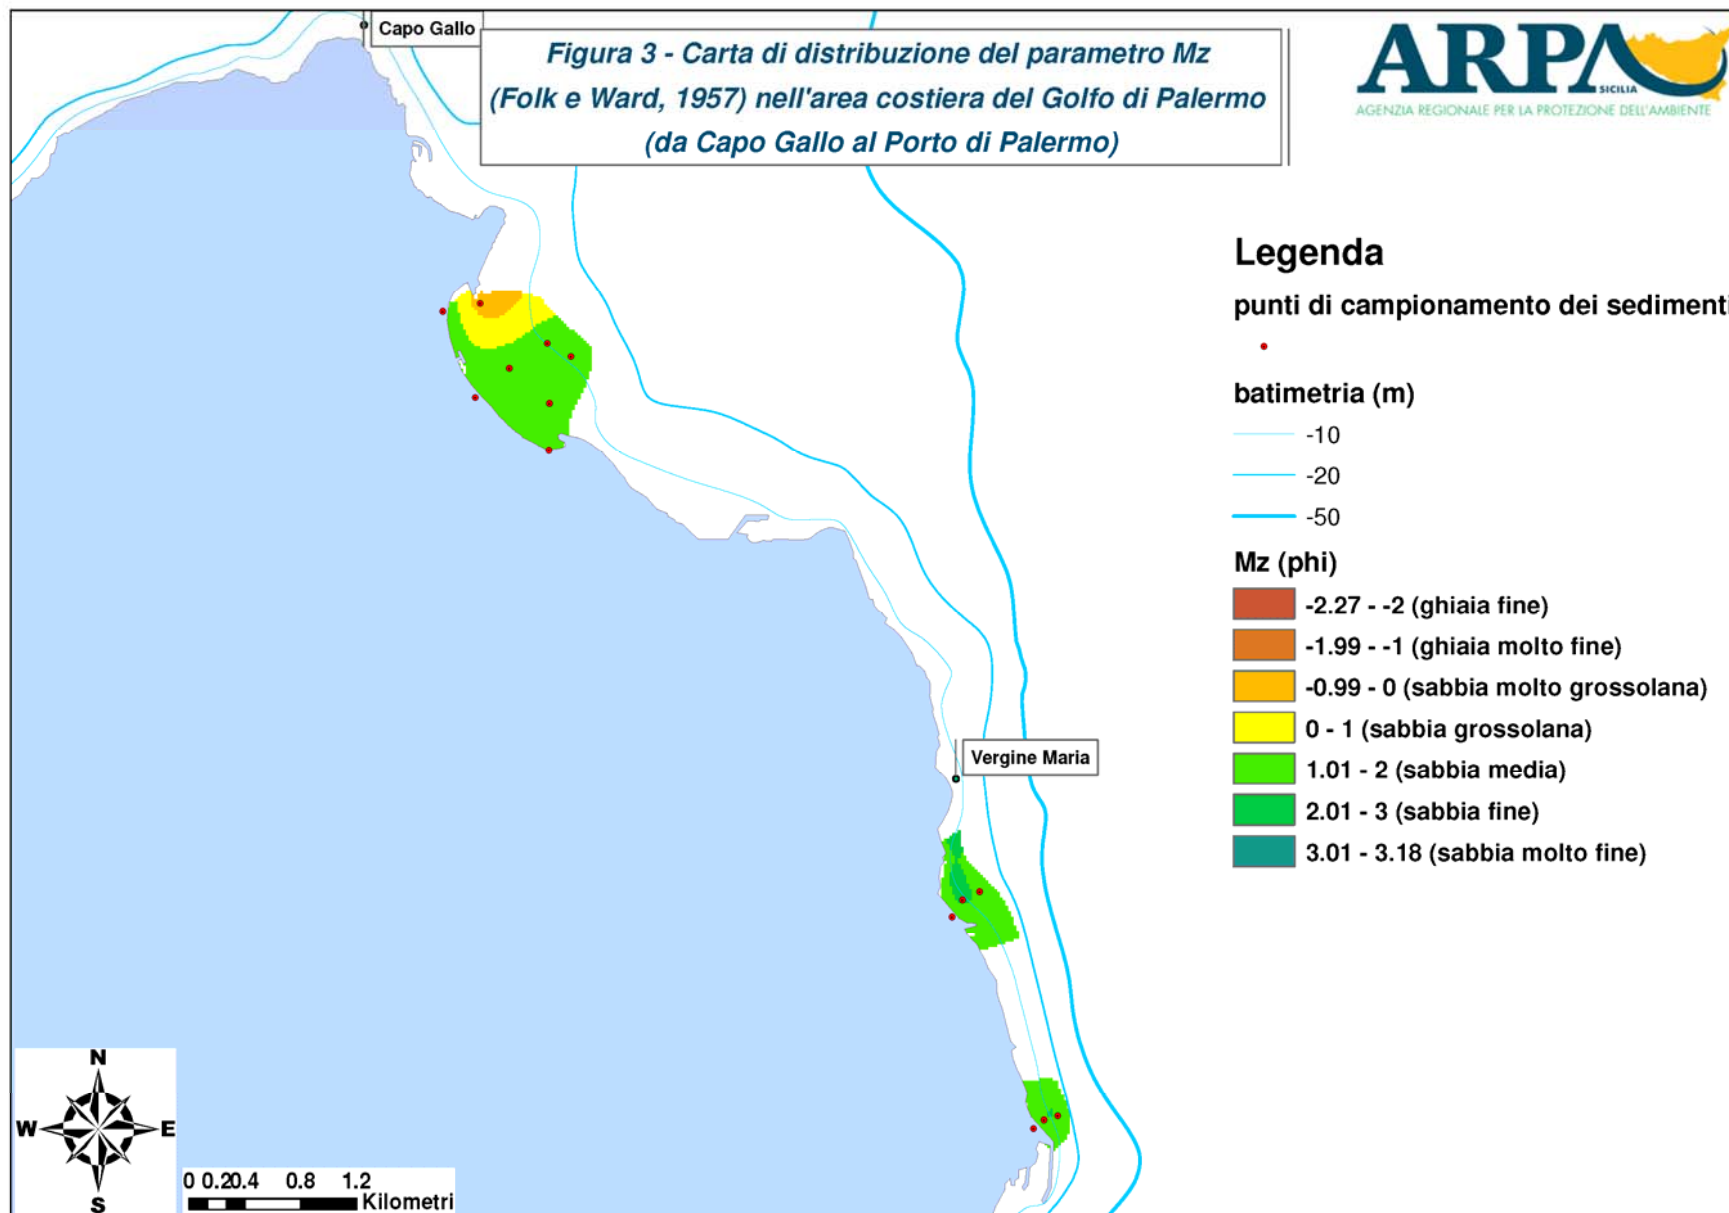 Capo Gallo
Figura 3 - Carta di distribuzione del parametro Mz
(Folk e Ward, 1957) nell'area costiera del Golfo di Palermo
(da Capo Gallo al Porto di Palermo)
ARPA
SICILIA
AGENZIA REGIONALE PER LA PROTEZIONE DELL'AMBIENTE
Legenda
punti di campionamento dei sedimenti
batimetria (m)
-10
-20
-50
Mz (phi)
-2.27 - -2 (ghiaia fine)
-1.99 - -1 (ghiaia molto fine)
-0.99 - 0 (sabbia molto grossolana)
0 - 1 (sabbia grossolana)
1.01 - 2 (sabbia media)
2.01 - 3 (sabbia fine)
3.01 - 3.18 (sabbia molto fine)
Vergine Maria
N
W E
S
0 0.20.4 0.8 1.2
Kilometri